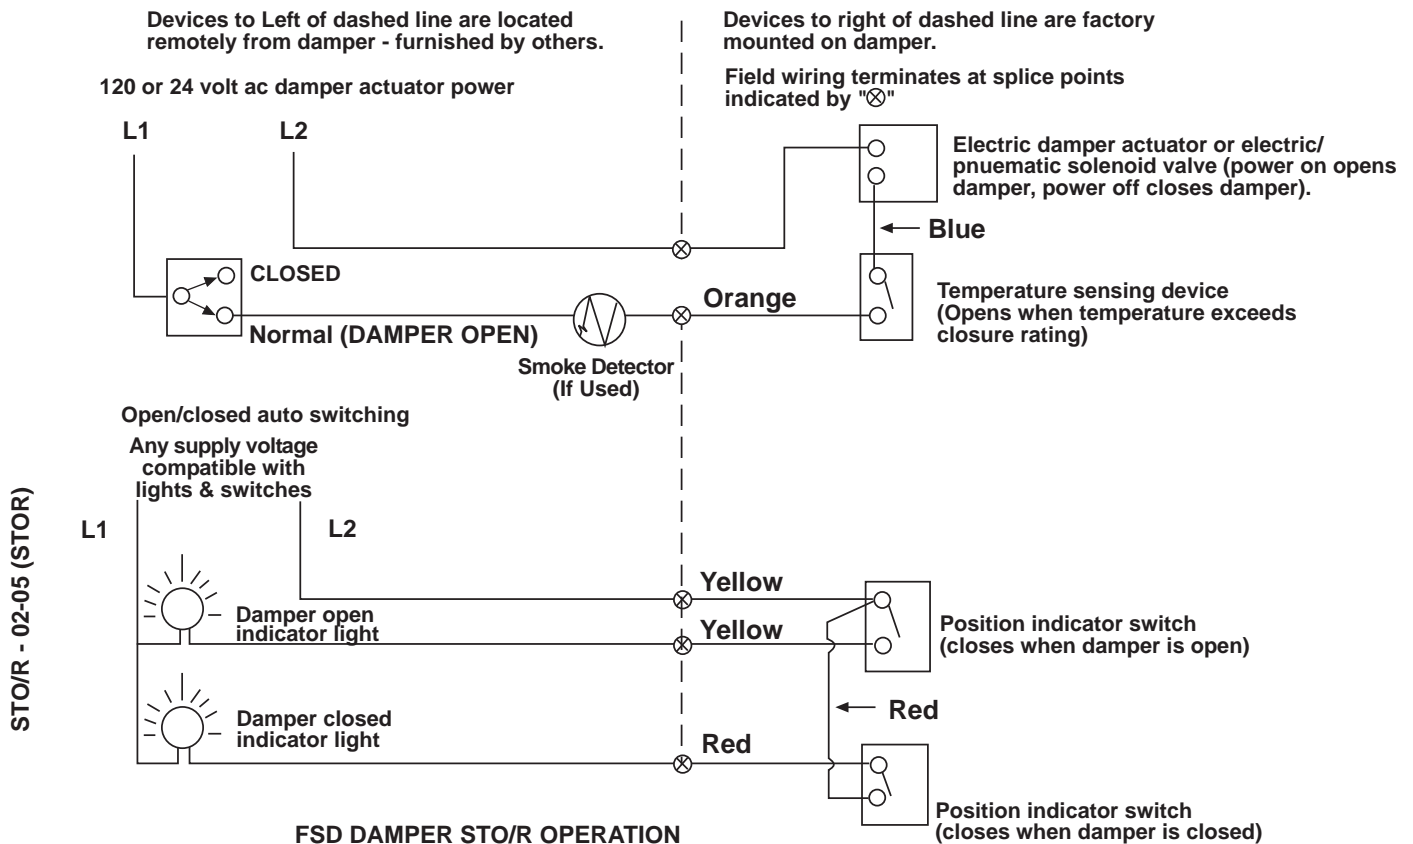 Devices to Left of dashed line are located
remotely from damper - furnished by others.
Devices to right of dashed line are factory
mounted on damper.
120 or 24 volt ac damper actuator power
Field wiring terminates at splice points
indicated by "⊗"
L1
L2
Electric damper actuator or electric/
pnuematic solenoid valve (power on opens
damper, power off closes damper).
Blue
CLOSED
Normal (DAMPER OPEN)
Orange
Temperature sensing device
(Opens when temperature exceeds
closure rating)
Smoke Detector
(If Used)
Open/closed auto switching
Any supply voltage
compatible with
lights & switches
L1
L2
Yellow
Damper open
indicator light
Yellow
Position indicator switch
(closes when damper is open)
Red
Damper closed
indicator light
Red
Position indicator switch
(closes when damper is closed)
FSD DAMPER STO/R OPERATION
STO/R - 02-05 (STOR)